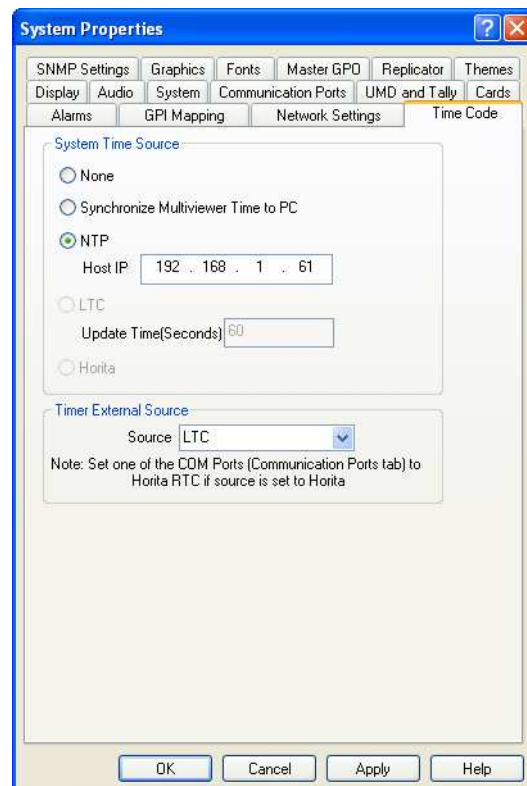 System Properties
SNMP Settings Graphics Fonts Master GPO Replicator Themes
Display Audio System Communication Ports UMD and Tally Cards
Alarms GPI Mapping Network Settings Time Code
System Time Source
None
Synchronize Multiviewer Time to PC
NTP
Host IP 192 . 168 . 1 . 61
LTC
Update Time(Seconds) 60
Horita
Timer External Source
Source LTC
Note: Set one of the COM Ports (Communication Ports tab) to
Horita RTC if source is set to Horita
OK Cancel Apply Help